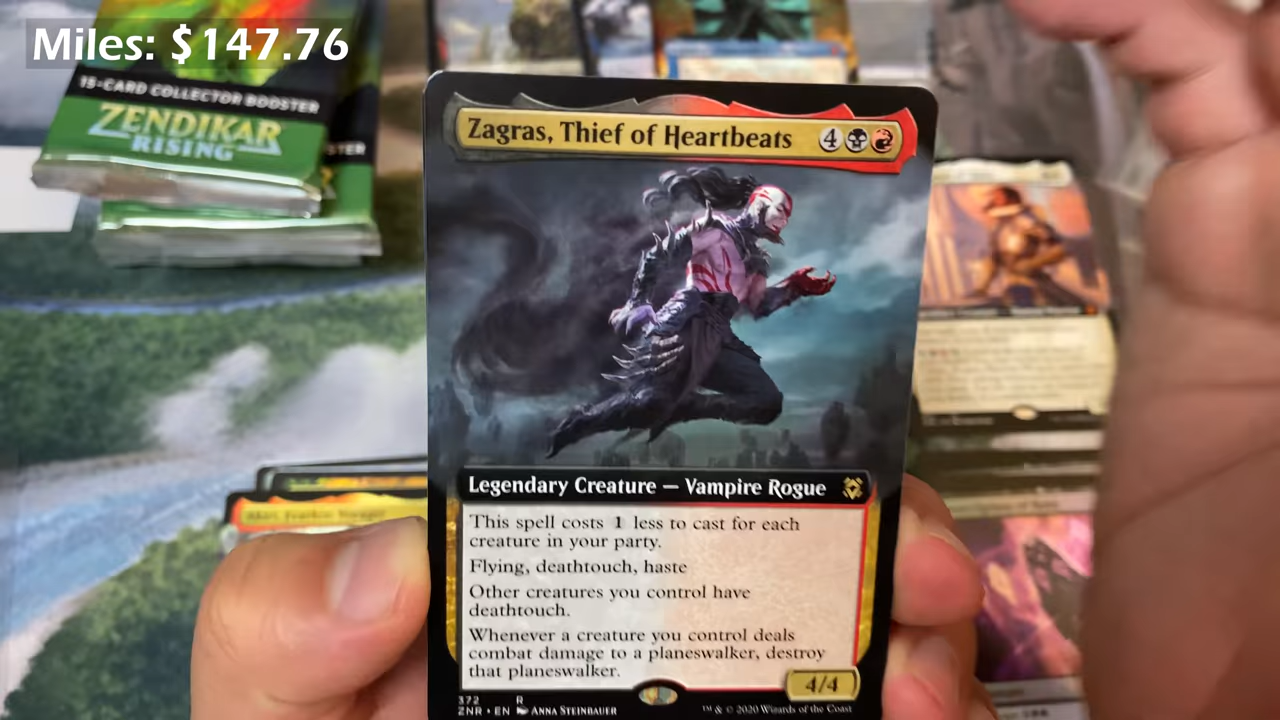 Miles: $147.76
15-CARD COLLECTOR BOOSTER
ZENDIKAR
RISING
STER
Zagras, Thief of Heartbeats 4
Legendary Creature — Vampire Rogue
This spell costs 1 less to cast for each
creature in your party.
Flying, deathtouch, haste
Other creatures you control have
deathtouch.
Whenever a creature you control deals
combat damage to a planeswalker, destroy
that planeswalker.
4/4
372 R
ZNR • EN ANNA STEINBAUER
™ & © 2020 Wizards of the Coast